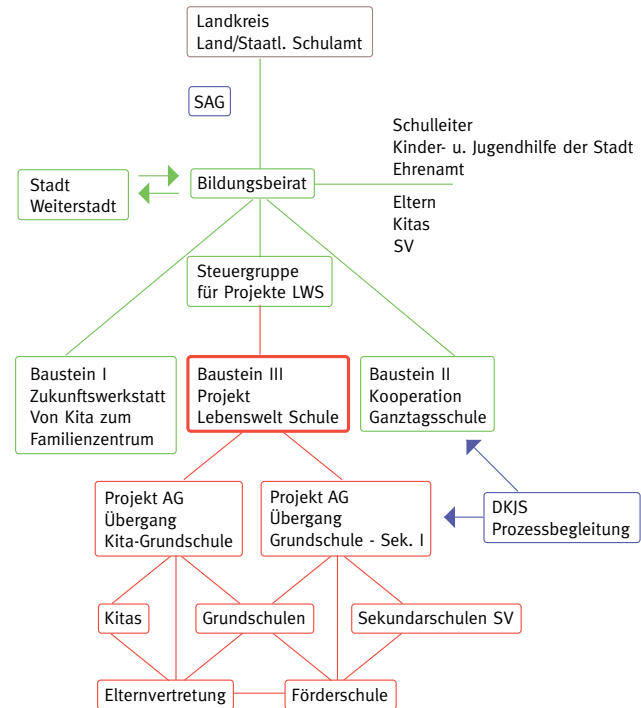 Landkreis
Land/Staatl. Schulamt
SAG
Schulleiter
Kinder- u. Jugendhilfe der Stadt
Ehrenamt
Stadt
Weiterstadt
Bildungsbeirat
Eltern
Kitas
SV
Steuergruppe
für Projekte LWS
Baustein I
Zukunftswerkstatt
Von Kita zum
Familienzentrum
Baustein III
Projekt
Lebenswelt Schule
Baustein II
Kooperation
Ganztagsschule
Projekt AG
Übergang
Kita-Grundschule
Projekt AG
Übergang
Grundschule - Sek. I
DKJS
Prozessbegleitung
Kitas
Grundschulen
Sekundarschulen SV
Elternvertretung
Förderschule